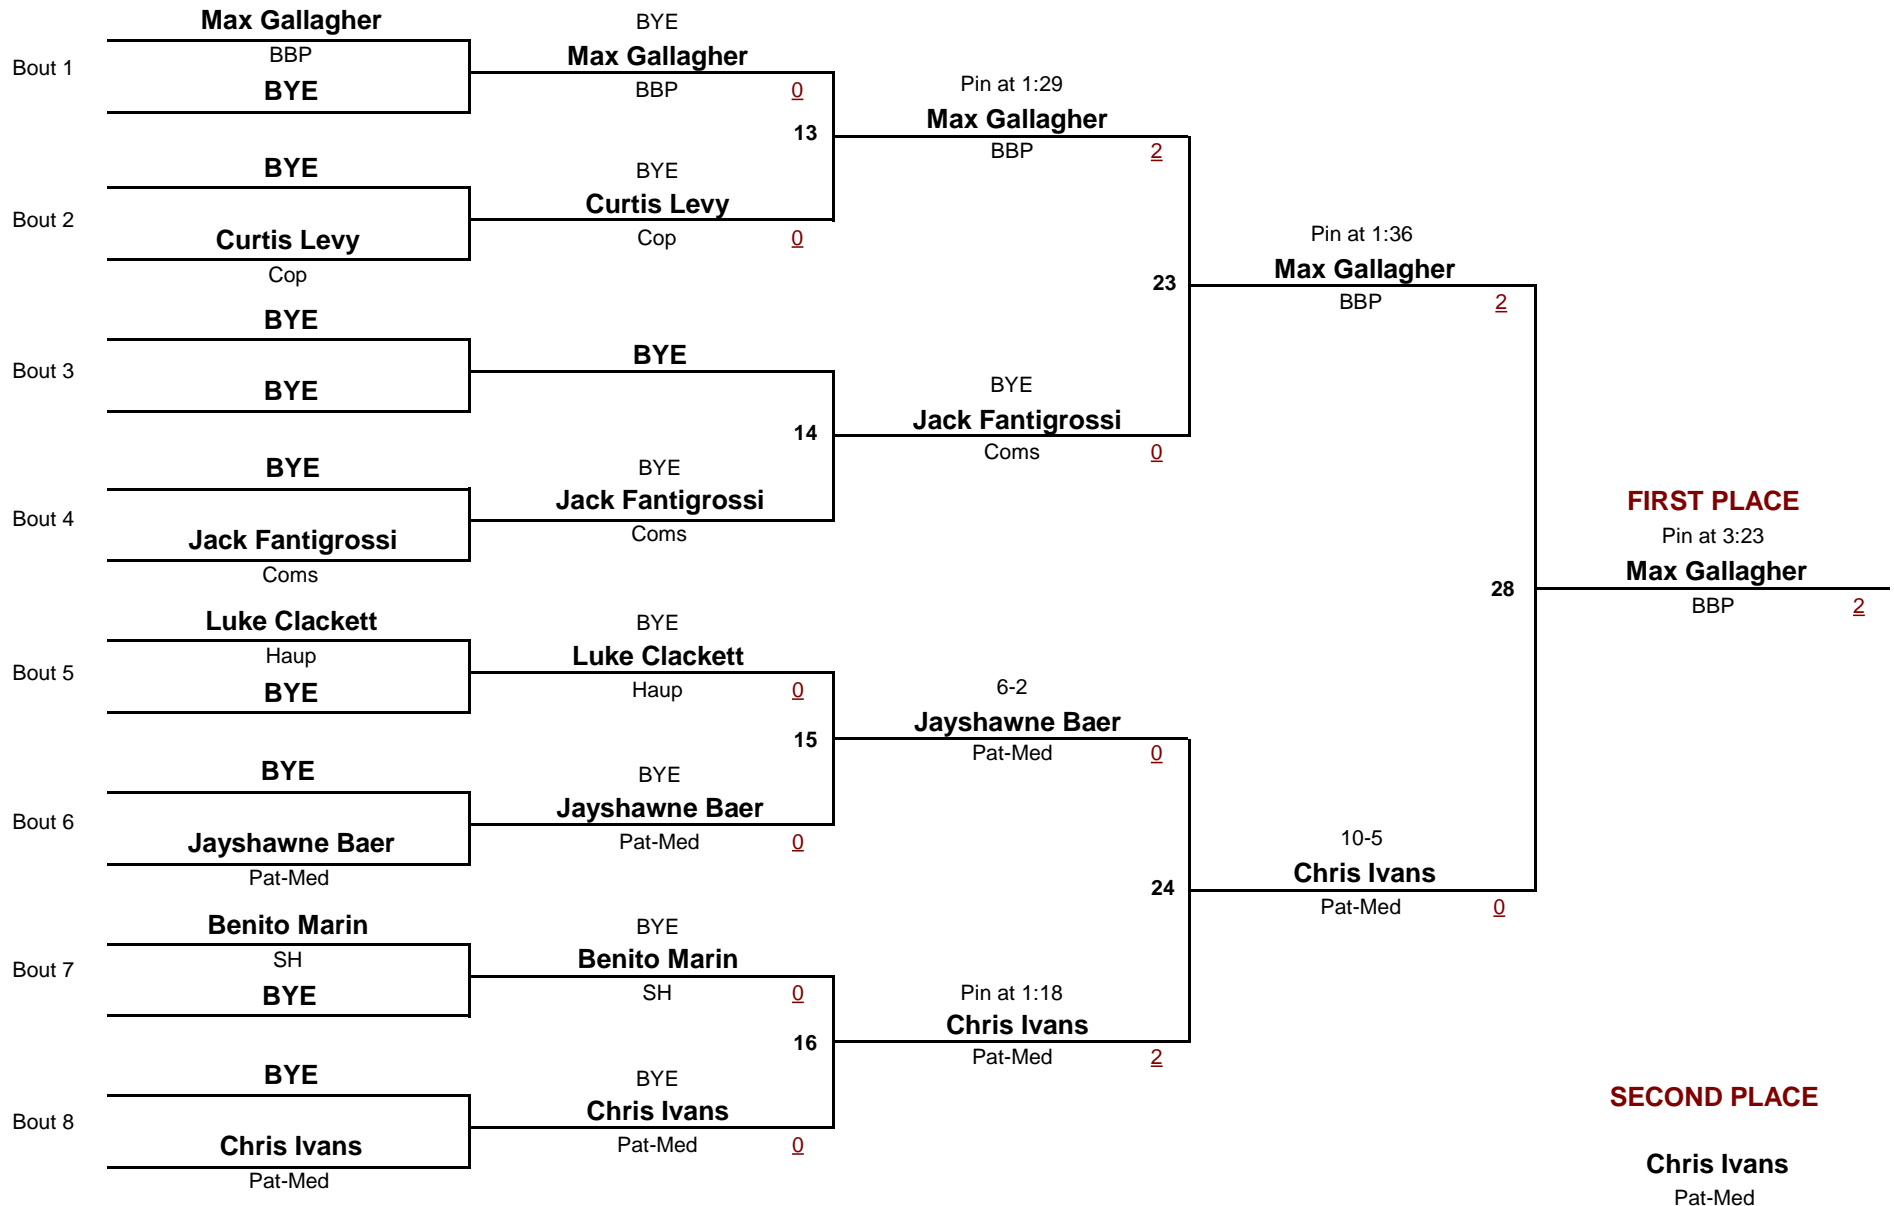 Max Gallagher
Bout 1
BBP
BYE
BYE
Bout 2
Curtis Levy
Cop
BYE
Bout 3
BYE
BYE
Bout 4
Jack Fantigrossi
Coms
Luke Clackett
Bout 5
Haup
BYE
BYE
Bout 6
Jayshawne Baer
Pat-Med
Benito Marin
Bout 7
SH
BYE
BYE
Bout 8
Chris Ivans
Pat-Med
BYE
Max Gallagher
BBP 0
13
BYE
Curtis Levy
Cop 0
BYE
14
BYE
Jack Fantigrossi
Coms
BYE
Luke Clackett
Haup 0
15
BYE
Jayshawne Baer
Pat-Med 0
BYE
Benito Marin
SH 0
16
BYE
Chris Ivans
Pat-Med 0
Pin at 1:29
Max Gallagher
BBP 2
23
BYE
Jack Fantigrossi
Coms 0
6-2
Jayshawne Baer
Pat-Med 0
24
Pin at 1:18
Chris Ivans
Pat-Med 2
Pin at 1:36
Max Gallagher
BBP 2
28
10-5
Chris Ivans
Pat-Med 0
FIRST PLACE
Pin at 3:23
Max Gallagher
BBP 2
SECOND PLACE
Chris Ivans
Pat-Med